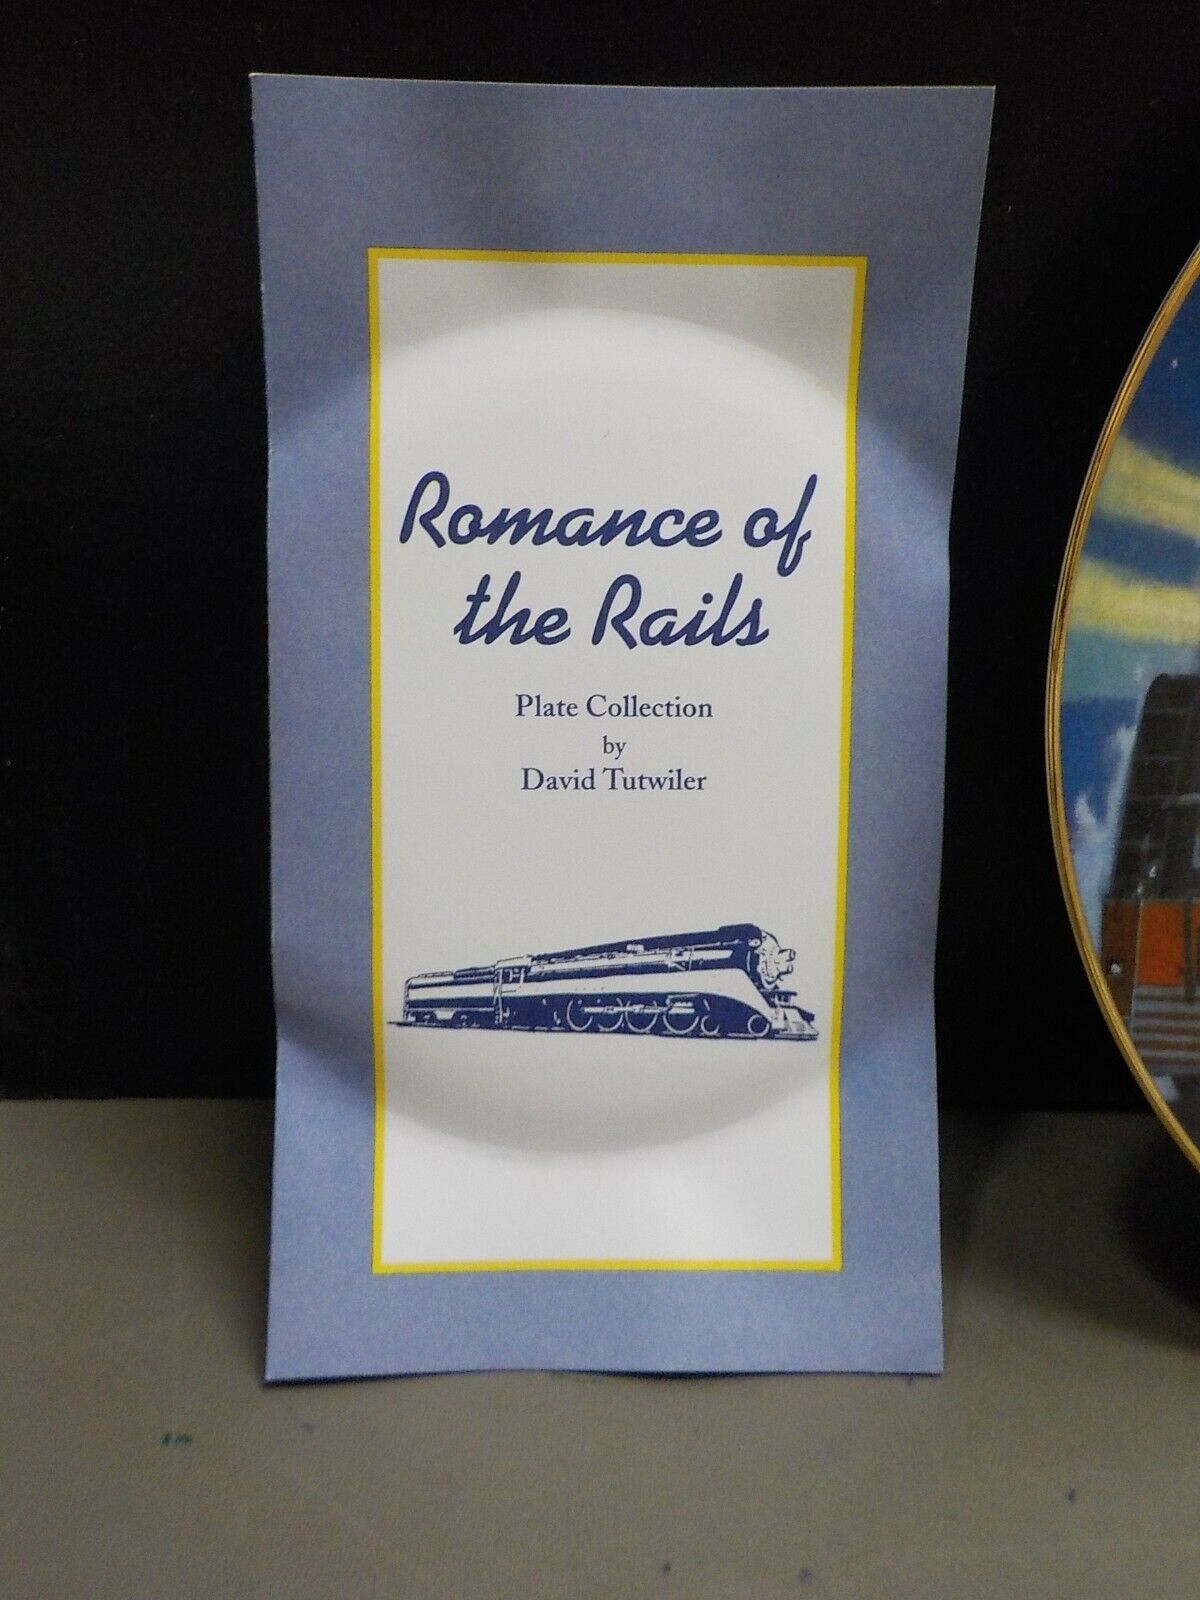 Romance of
the Rails
Plate Collection
by
David Tutwiler